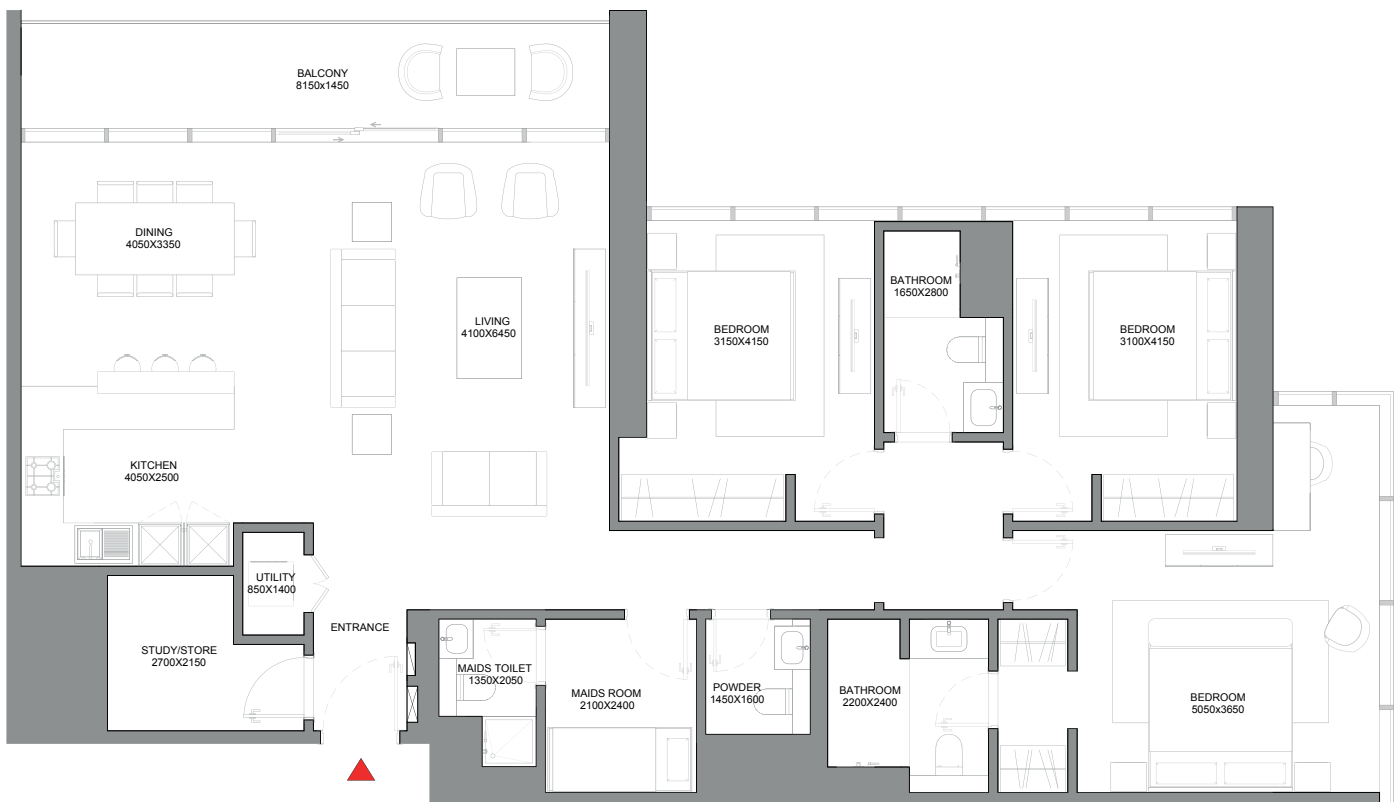 BALCONY
8150x1450
DINING
4050X3350
LIVING
4100X6450
BEDROOM
3150X4150
BATHROOM
1650X2800
BEDROOM
3100X4150
KITCHEN
4050X2500
UTILITY
850X1400
ENTRANCE
STUDY/STORE
2700X2150
MAIDS TOILET
1350X2050
MAIDS ROOM
2100X2400
POWDER
1450X1600
BATHROOM
2200X2400
BEDROOM
5050x3650